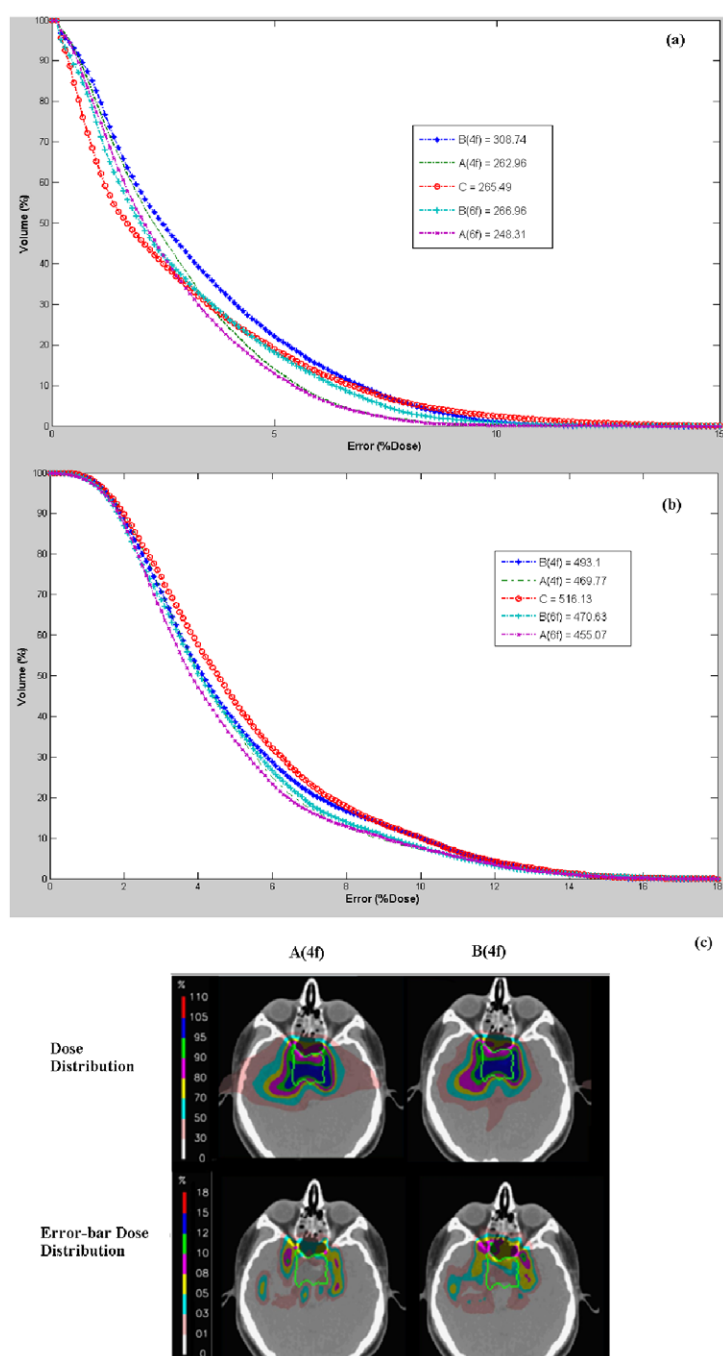 (a)
100
90
80
70
60
50
40
30
20
10
0
Volume (%)
B(4f) = 308.74
A(4f) = 262.96
C = 265.49
B(6f) = 266.96
A(6f) = 248.31
0 5 10 15
Error (%Dose)
(b)
100
90
80
70
60
50
40
30
20
10
0
Volume (%)
B(4f) = 493.1
A(4f) = 469.77
C = 516.13
B(6f) = 470.63
A(6f) = 455.07
0 2 4 6 8 10 12 14 16 18
Error (%Dose)
(c)
A(4f) B(4f)
Dose
Distribution
%
110
105
95
90
80
70
50
30
0
Error-bar Dose
Distribution
%
18
15
12
10
08
05
03
01
0